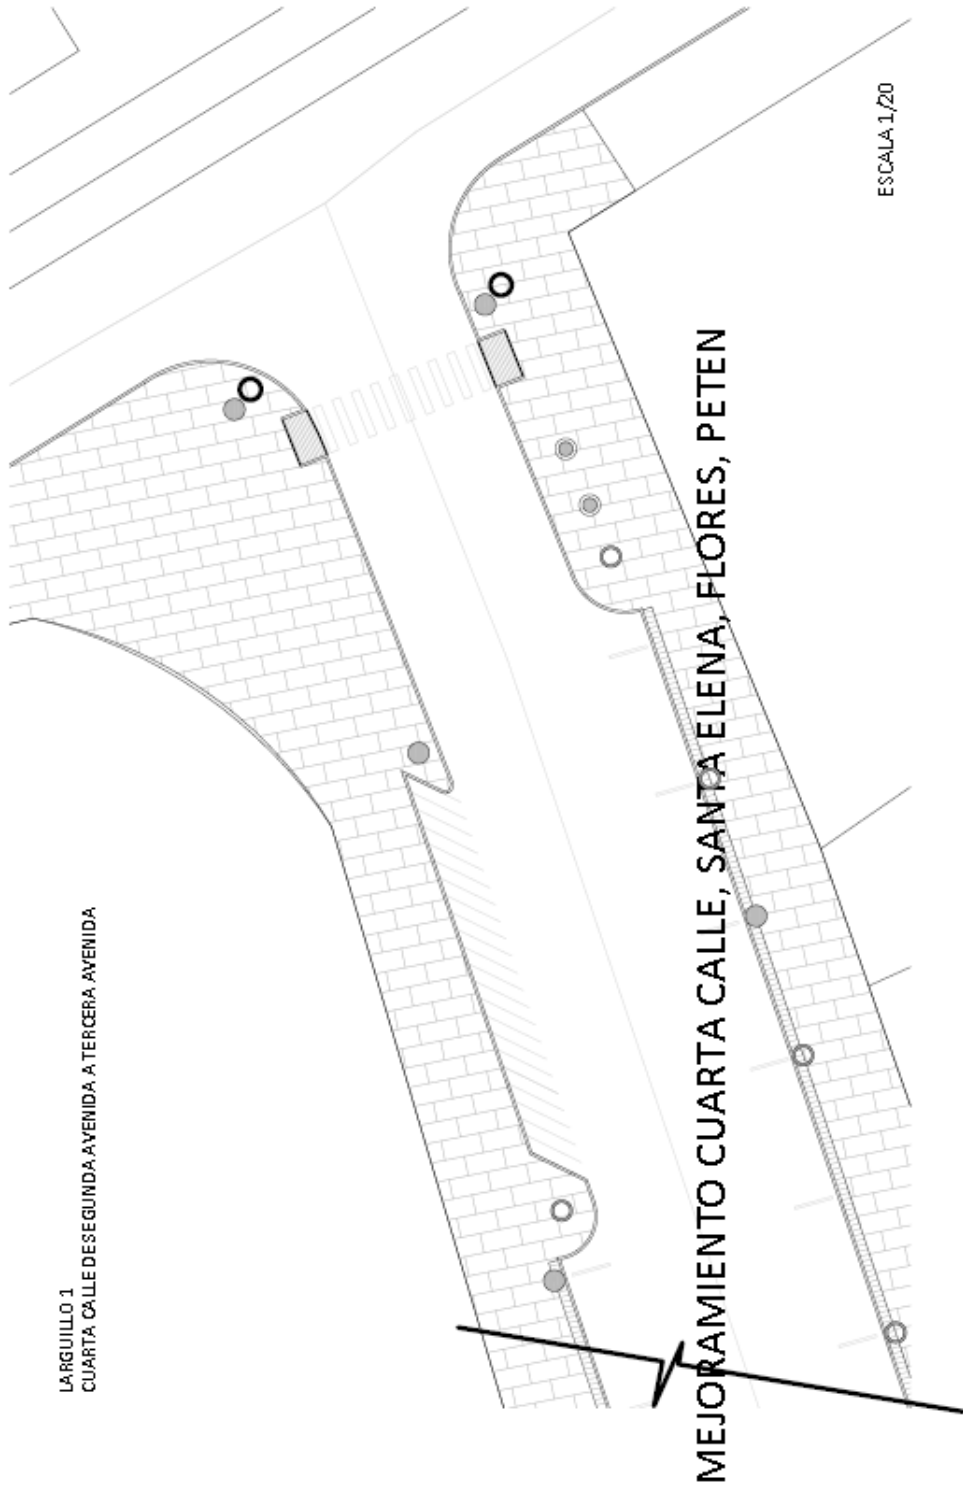 LARGUILLO 1
CUARTA CALLE DE SEGUNDA AVENIDA A TERCERA AVENIDA
MEJORAMIENTO CUARTA CALLE, SANTA ELENA, FLORES, PETEN
ESCALA 1/20